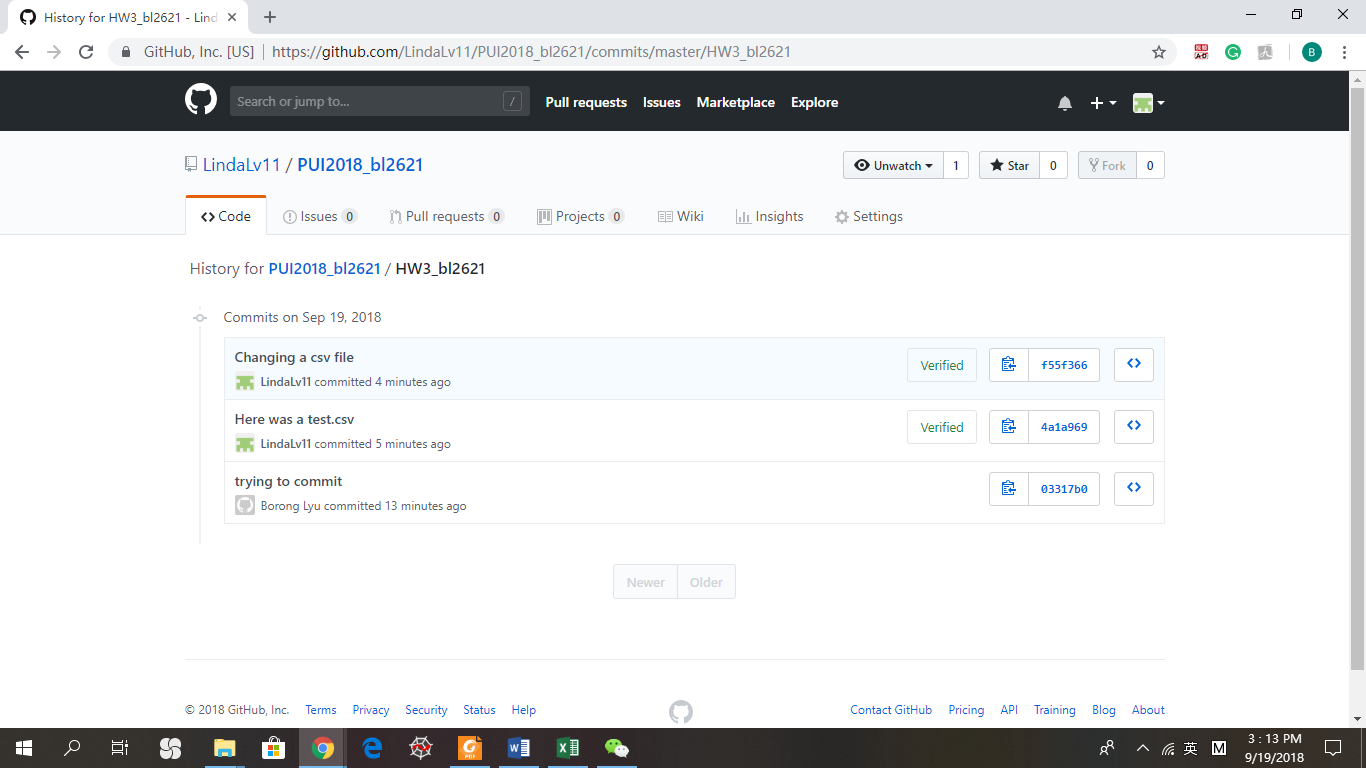 History for HW3_bl2621 - Lind
GitHub, Inc. [US] | https://github.com/LindaLv11/PUI2018_bl2621/commits/master/HW3_bl2621
B
Search or jump to... /
Pull requests Issues Marketplace Explore
LindaLv11 / PUI2018_bl2621
Unwatch 1 Star 0 Fork 0
Code Issues 0 Pull requests 0 Projects 0 Wiki Insights Settings
History for PUI2018_bl2621 / HW3_bl2621
Commits on Sep 19, 2018
Changing a csv file
LindaLv11 committed 4 minutes ago
Verified f55f366
Here was a test.csv
LindaLv11 committed 5 minutes ago
Verified 4a1a969
trying to commit
Borong Lyu committed 13 minutes ago
03317b0
Newer Older
© 2018 GitHub, Inc. Terms Privacy Security Status Help
Contact GitHub Pricing API Training Blog About
英 M
3 : 13 PM
9/19/2018